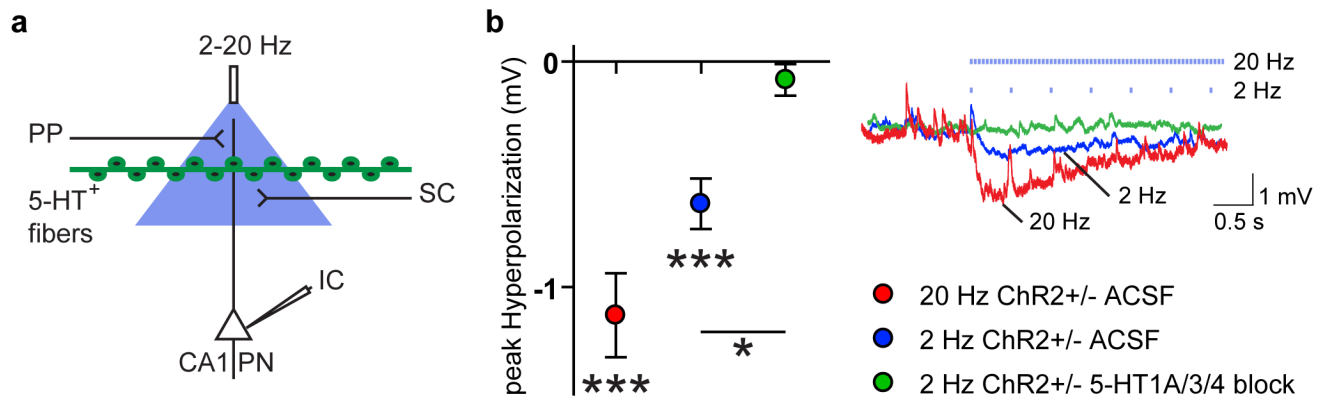 a
2-20 Hz
PP
5-HT+
fibers
SC
IC
CA1 PN
b
peak Hyperpolarization (mV)
0
-1
***
***
*
20 Hz
2 Hz
2 Hz
20 Hz
1 mV
0.5 s
20 Hz ChR2+/- ACSF
2 Hz ChR2+/- ACSF
2 Hz ChR2+/- 5-HT1A/3/4 block